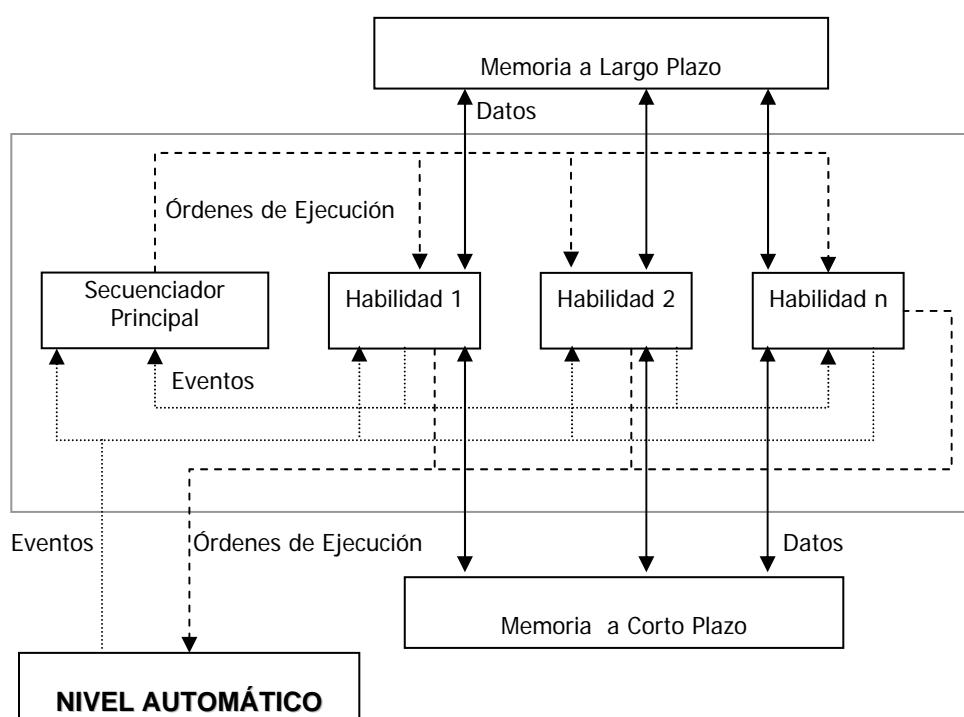 Memoria a Largo Plazo
Datos
Órdenes de Ejecución
Secuenciador
Principal
Habilidad 1
Habilidad 2
Habilidad n
Eventos
Eventos
Órdenes de Ejecución
Datos
Memoria a Corto Plazo
NIVEL AUTOMÁTICO